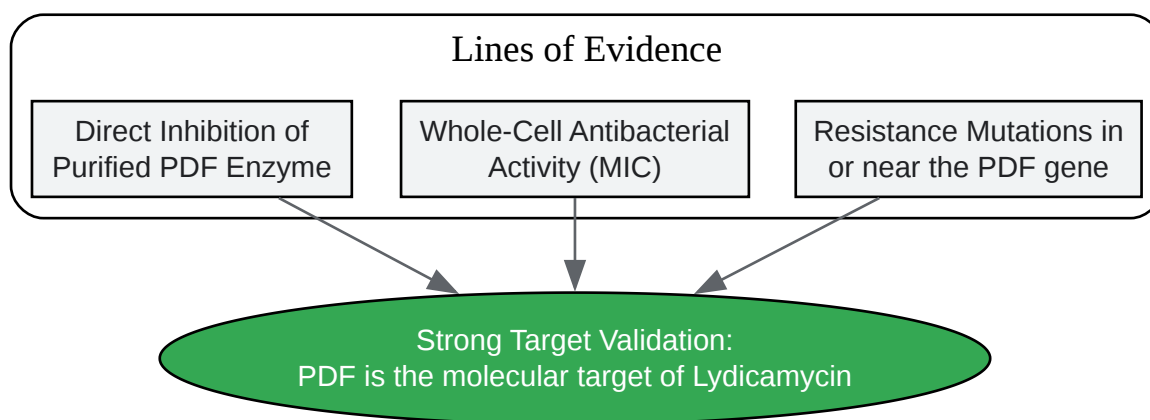 Lines of Evidence
Direct Inhibition of
Purified PDF Enzyme
Whole-Cell Antibacterial
Activity (MIC)
Resistance Mutations in
or near the PDF gene
Strong Target Validation:
PDF is the molecular target of Lydicamycin